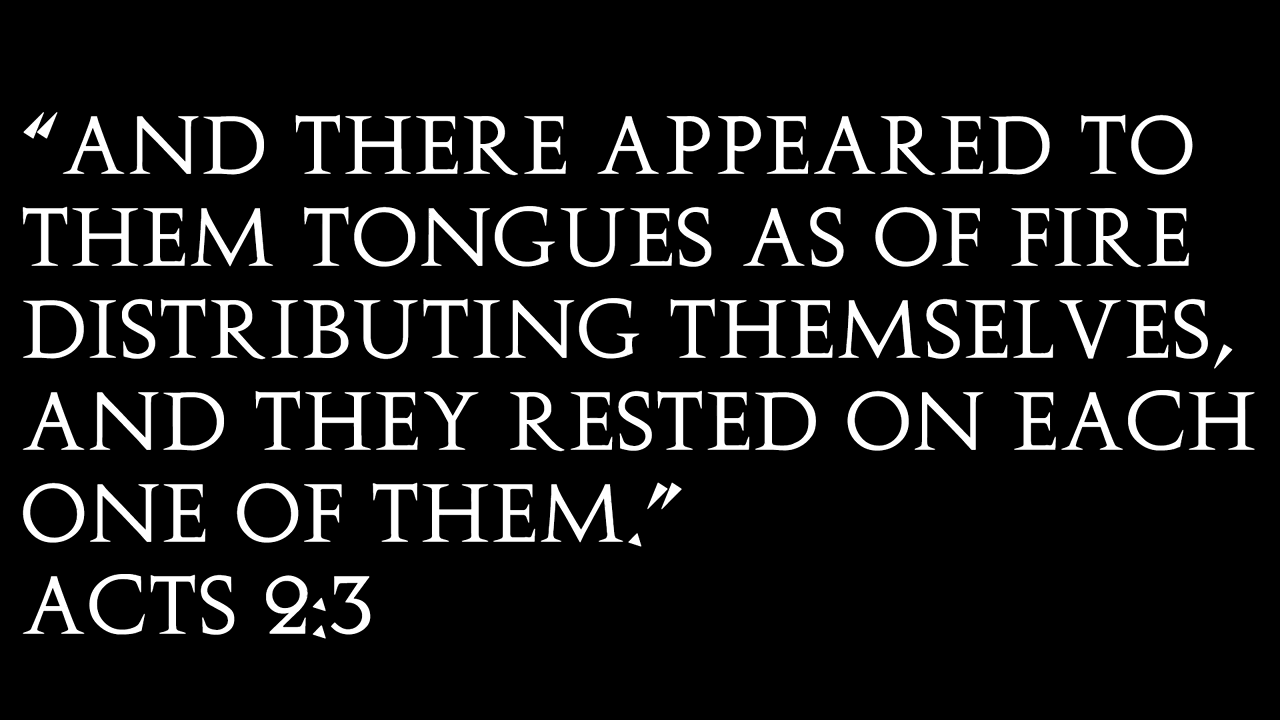 “AND THERE APPEARED TO
THEM TONGUES AS OF FIRE
DISTRIBUTING THEMSELVES,
AND THEY RESTED ON EACH
ONE OF THEM.”
ACTS 2:3